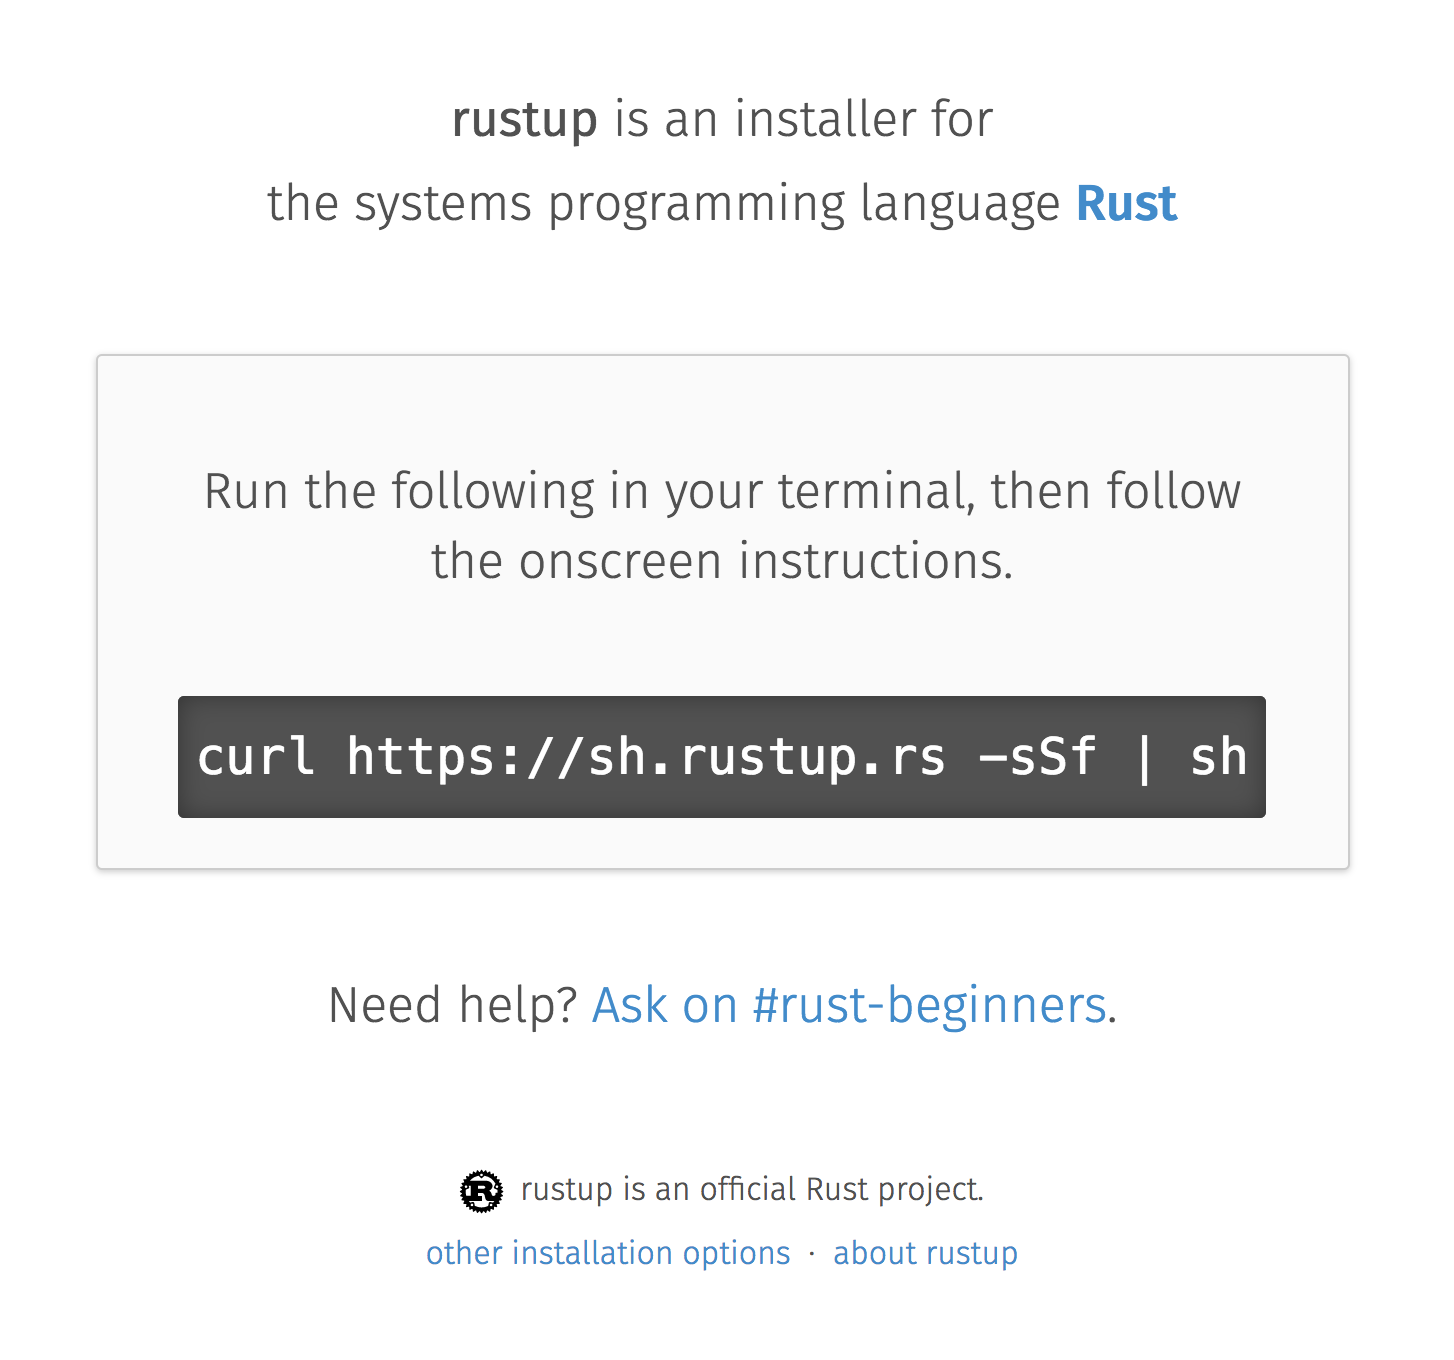 rustup is an installer for
the systems programming language Rust
Run the following in your terminal, then follow
the onscreen instructions.
curl https://sh.rustup.rs -sSf | sh
Need help? Ask on #rust-beginners.
R rustup is an official Rust project.
other installation options · about rustup